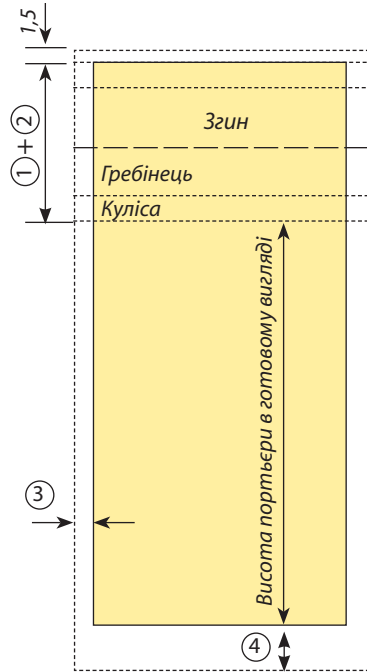 1,5
① + ②
Згин
Гребінець
Куліса
Висота портьєри в готовому вигляді
③
④